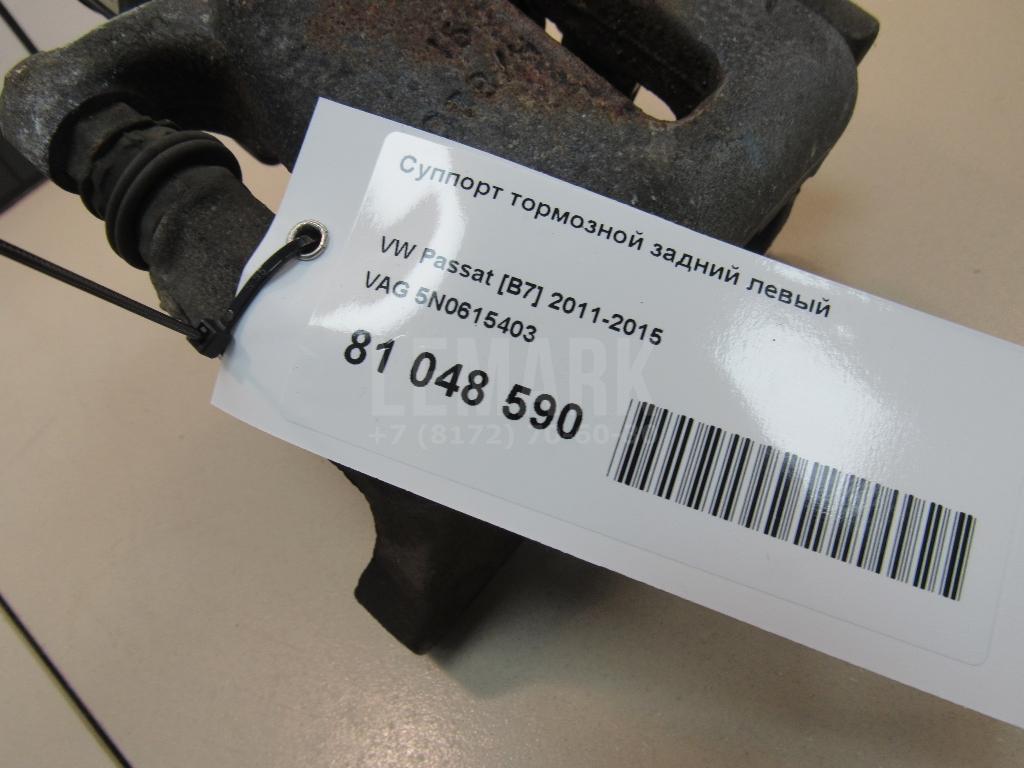 Суппорт тормозной задний левый
VW Passat [B7] 2011-2015
VAG 5N0615403
81 048 590
LEMARK